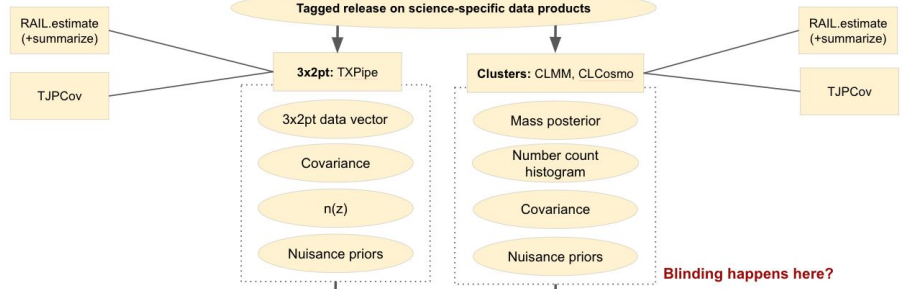 Tagged release on science-specific data products
RAIL.estimate
(+summarize)
TJPCov
3x2pt: TXPipe
3x2pt data vector
Covariance
n(z)
Nuisance priors
Clusters: CLMM, CLCosmo
Mass posterior
Number count
histogram
Covariance
Nuisance priors
RAIL.estimate
(+summarize)
TJPCov
Blinding happens here?